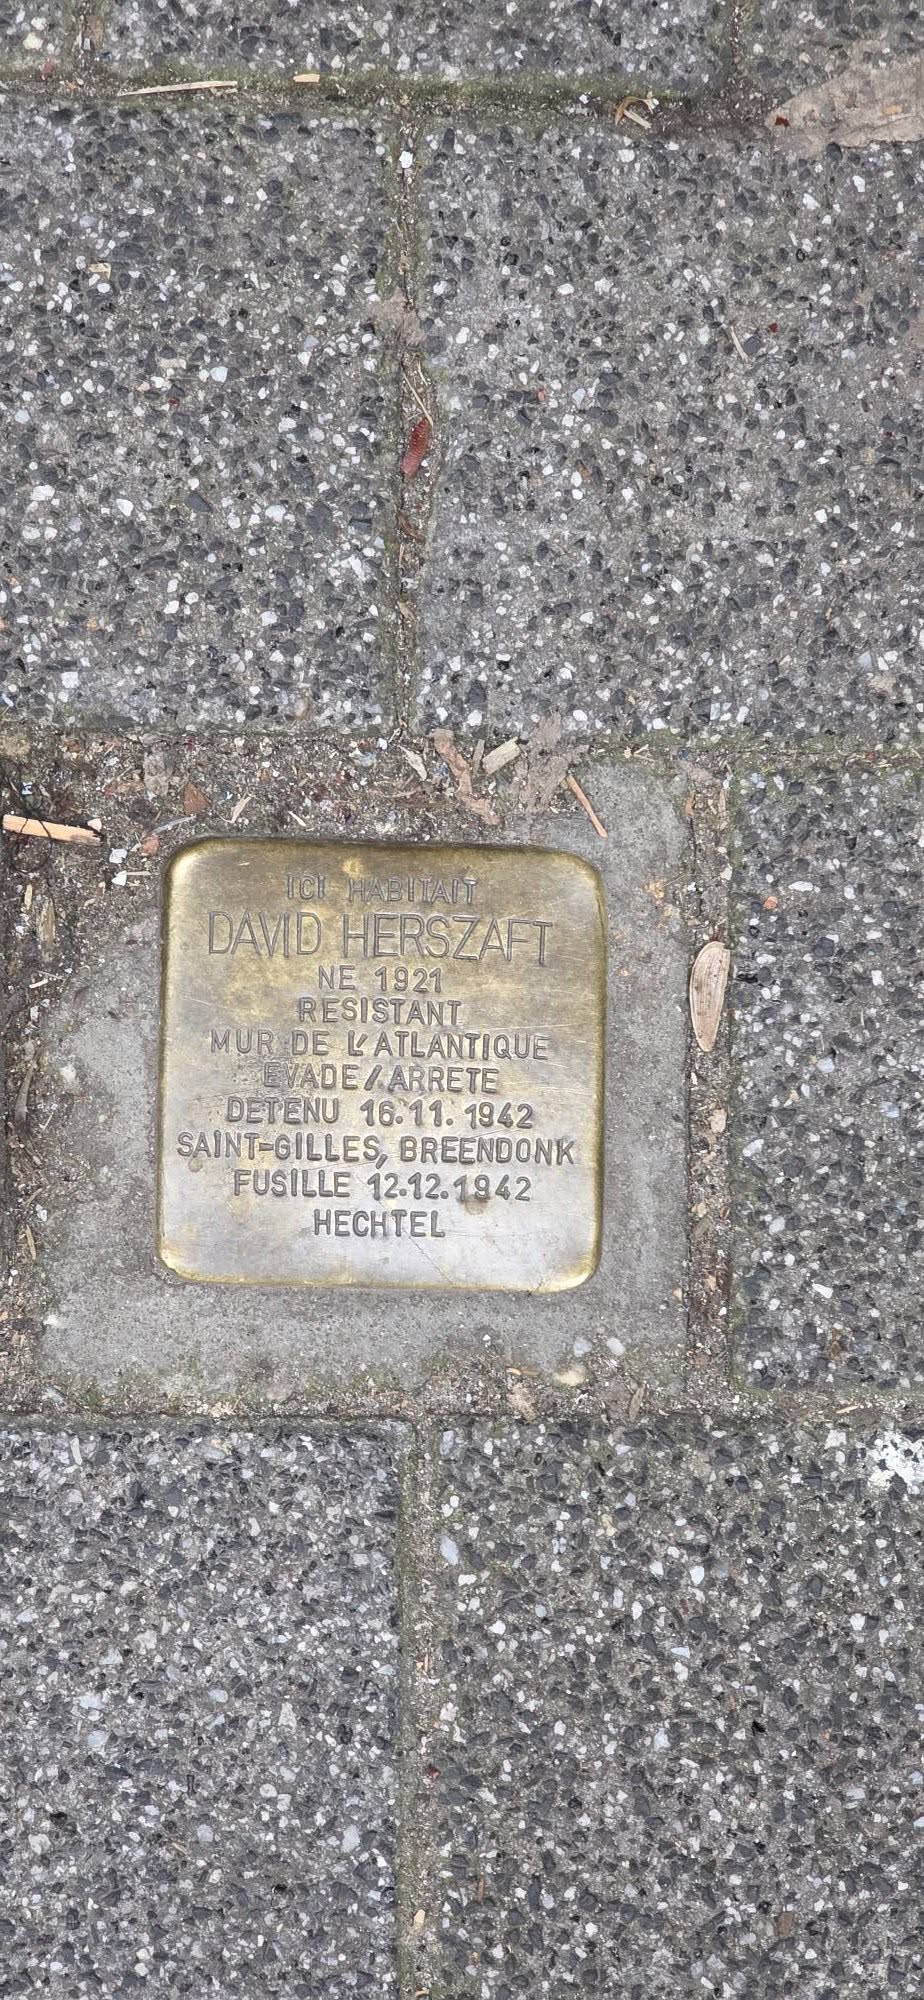 ICI HABITAIT
DAVID HERSZAFT
NE 1921
RESISTANT
MUR DE L'ATLANTIQUE
EVADE / ARRETE
DETENU 16.11.1942
SAINT-GILLES, BREENDONK
FUSILLE 12.12.1942
HECHTEL